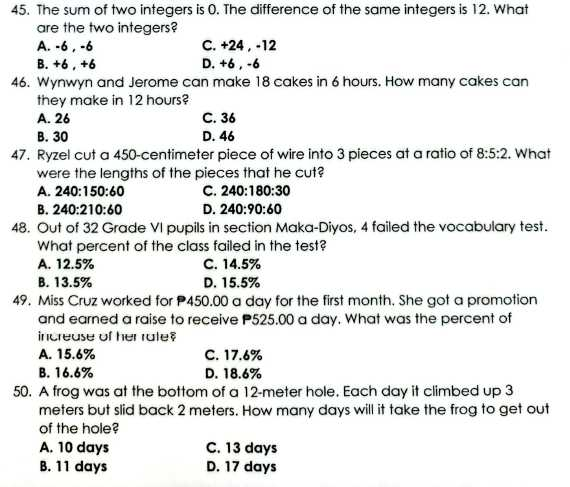 45. The sum of two integers is 0. The difference of the same integers is 12. What
are the two integers?
A. -6 , -6 C. +24 , -12
B. +6 , +6 D. +6 , -6
46. Wynwyn and Jerome can make 18 cakes in 6 hours. How many cakes can
they make in 12 hours?
A. 26 C. 36
B. 30 D. 46
47. Ryzel cut a 450-centimeter piece of wire into 3 pieces at a ratio of 8:5:2. What
were the lengths of the pieces that he cut?
A. 240:150:60 C. 240:180:30
B. 240:210:60 D. 240:90:60
48. Out of 32 Grade VI pupils in section Maka-Diyos, 4 failed the vocabulary test.
What percent of the class failed in the test?
A. 12.5% C. 14.5%
B. 13.5% D. 15.5%
49. Miss Cruz worked for ₱450.00 a day for the first month. She got a promotion
and earned a raise to receive ₱525.00 a day. What was the percent of
increase of her rate?
A. 15.6% C. 17.6%
B. 16.6% D. 18.6%
50. A frog was at the bottom of a 12-meter hole. Each day it climbed up 3
meters but slid back 2 meters. How many days will it take the frog to get out
of the hole?
A. 10 days C. 13 days
B. 11 days D. 17 days